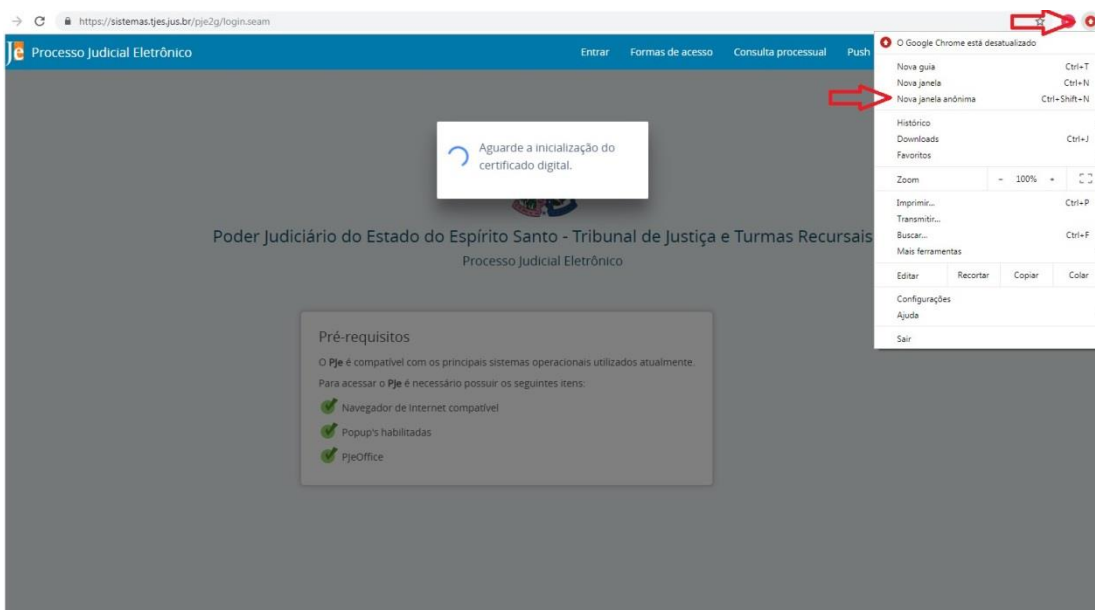 https://sistemas.tjes.jus.br/pje2g/login.seam
Je Processo Judicial Eletrônico
Entrar Formas de acesso Consulta processual Push
O Google Chrome está desatualizado
Nova guia Ctrl+T
Nova janela Ctrl+N
Nova janela anônima Ctrl+Shift+N
Histórico
Downloads Ctrl+J
Favoritos
Zoom - 100% +
Imprimir... Ctrl+P
Transmitir...
Buscar... Ctrl+F
Mais ferramentas
Editar Recortar Copiar Colar
Configurações
Ajuda
Sair
Aguarde a inicialização do
certificado digital.
Poder Judiciário do Estado do Espírito Santo - Tribunal de Justiça e Turmas Recursais
Processo Judicial Eletrônico
Pré-requisitos
O PJe é compatível com os principais sistemas operacionais utilizados atualmente.
Para acessar o PJe é necessário possuir os seguintes itens:
Navegador de Internet compatível
Popup's habilitadas
PJeOffice